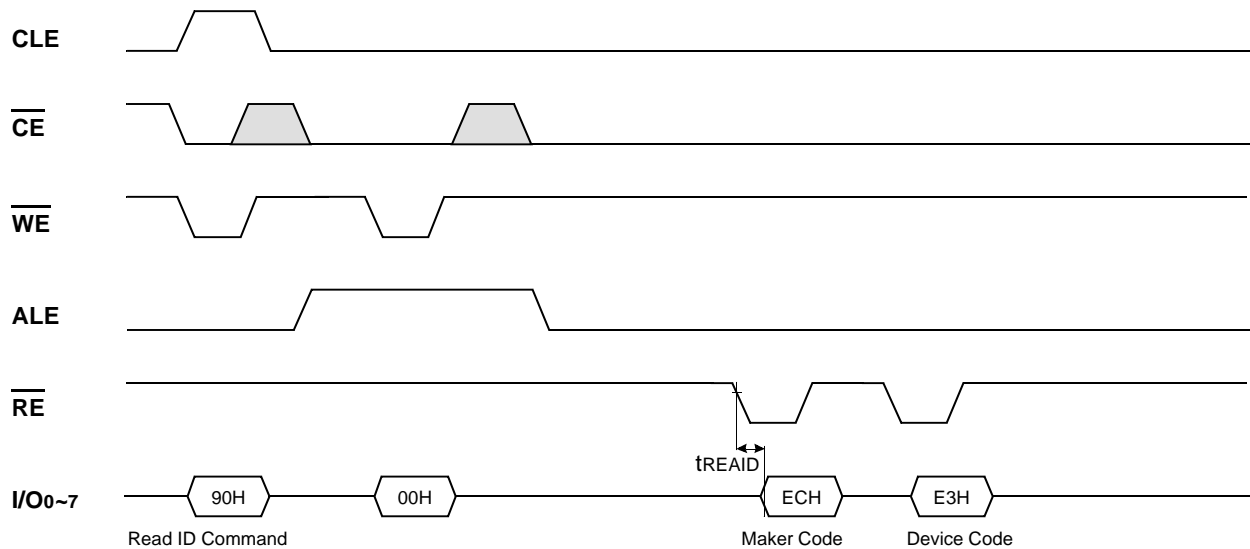 CLE
CE
WE
ALE
RE
tREAID
I/O0~7 90H 00H ECH E3H
Read ID Command Maker Code Device Code